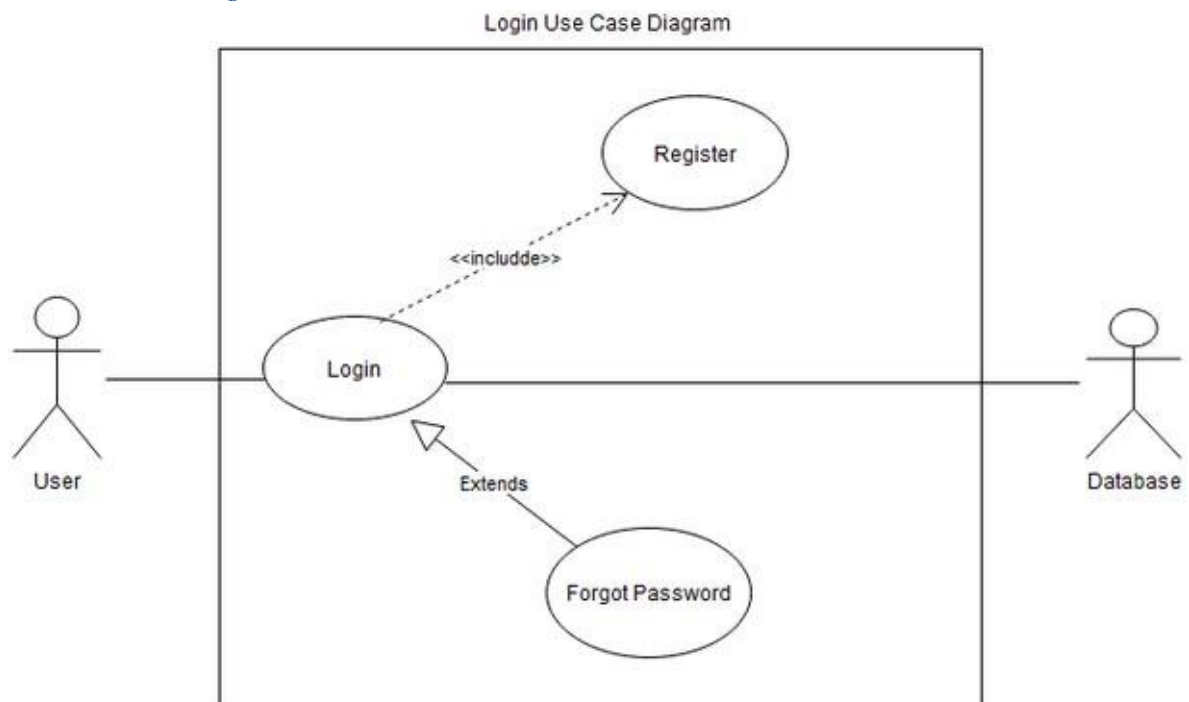 Login Use Case Diagram
Register
<<includde>>
Login
User
Database
Extends
Forgot Password